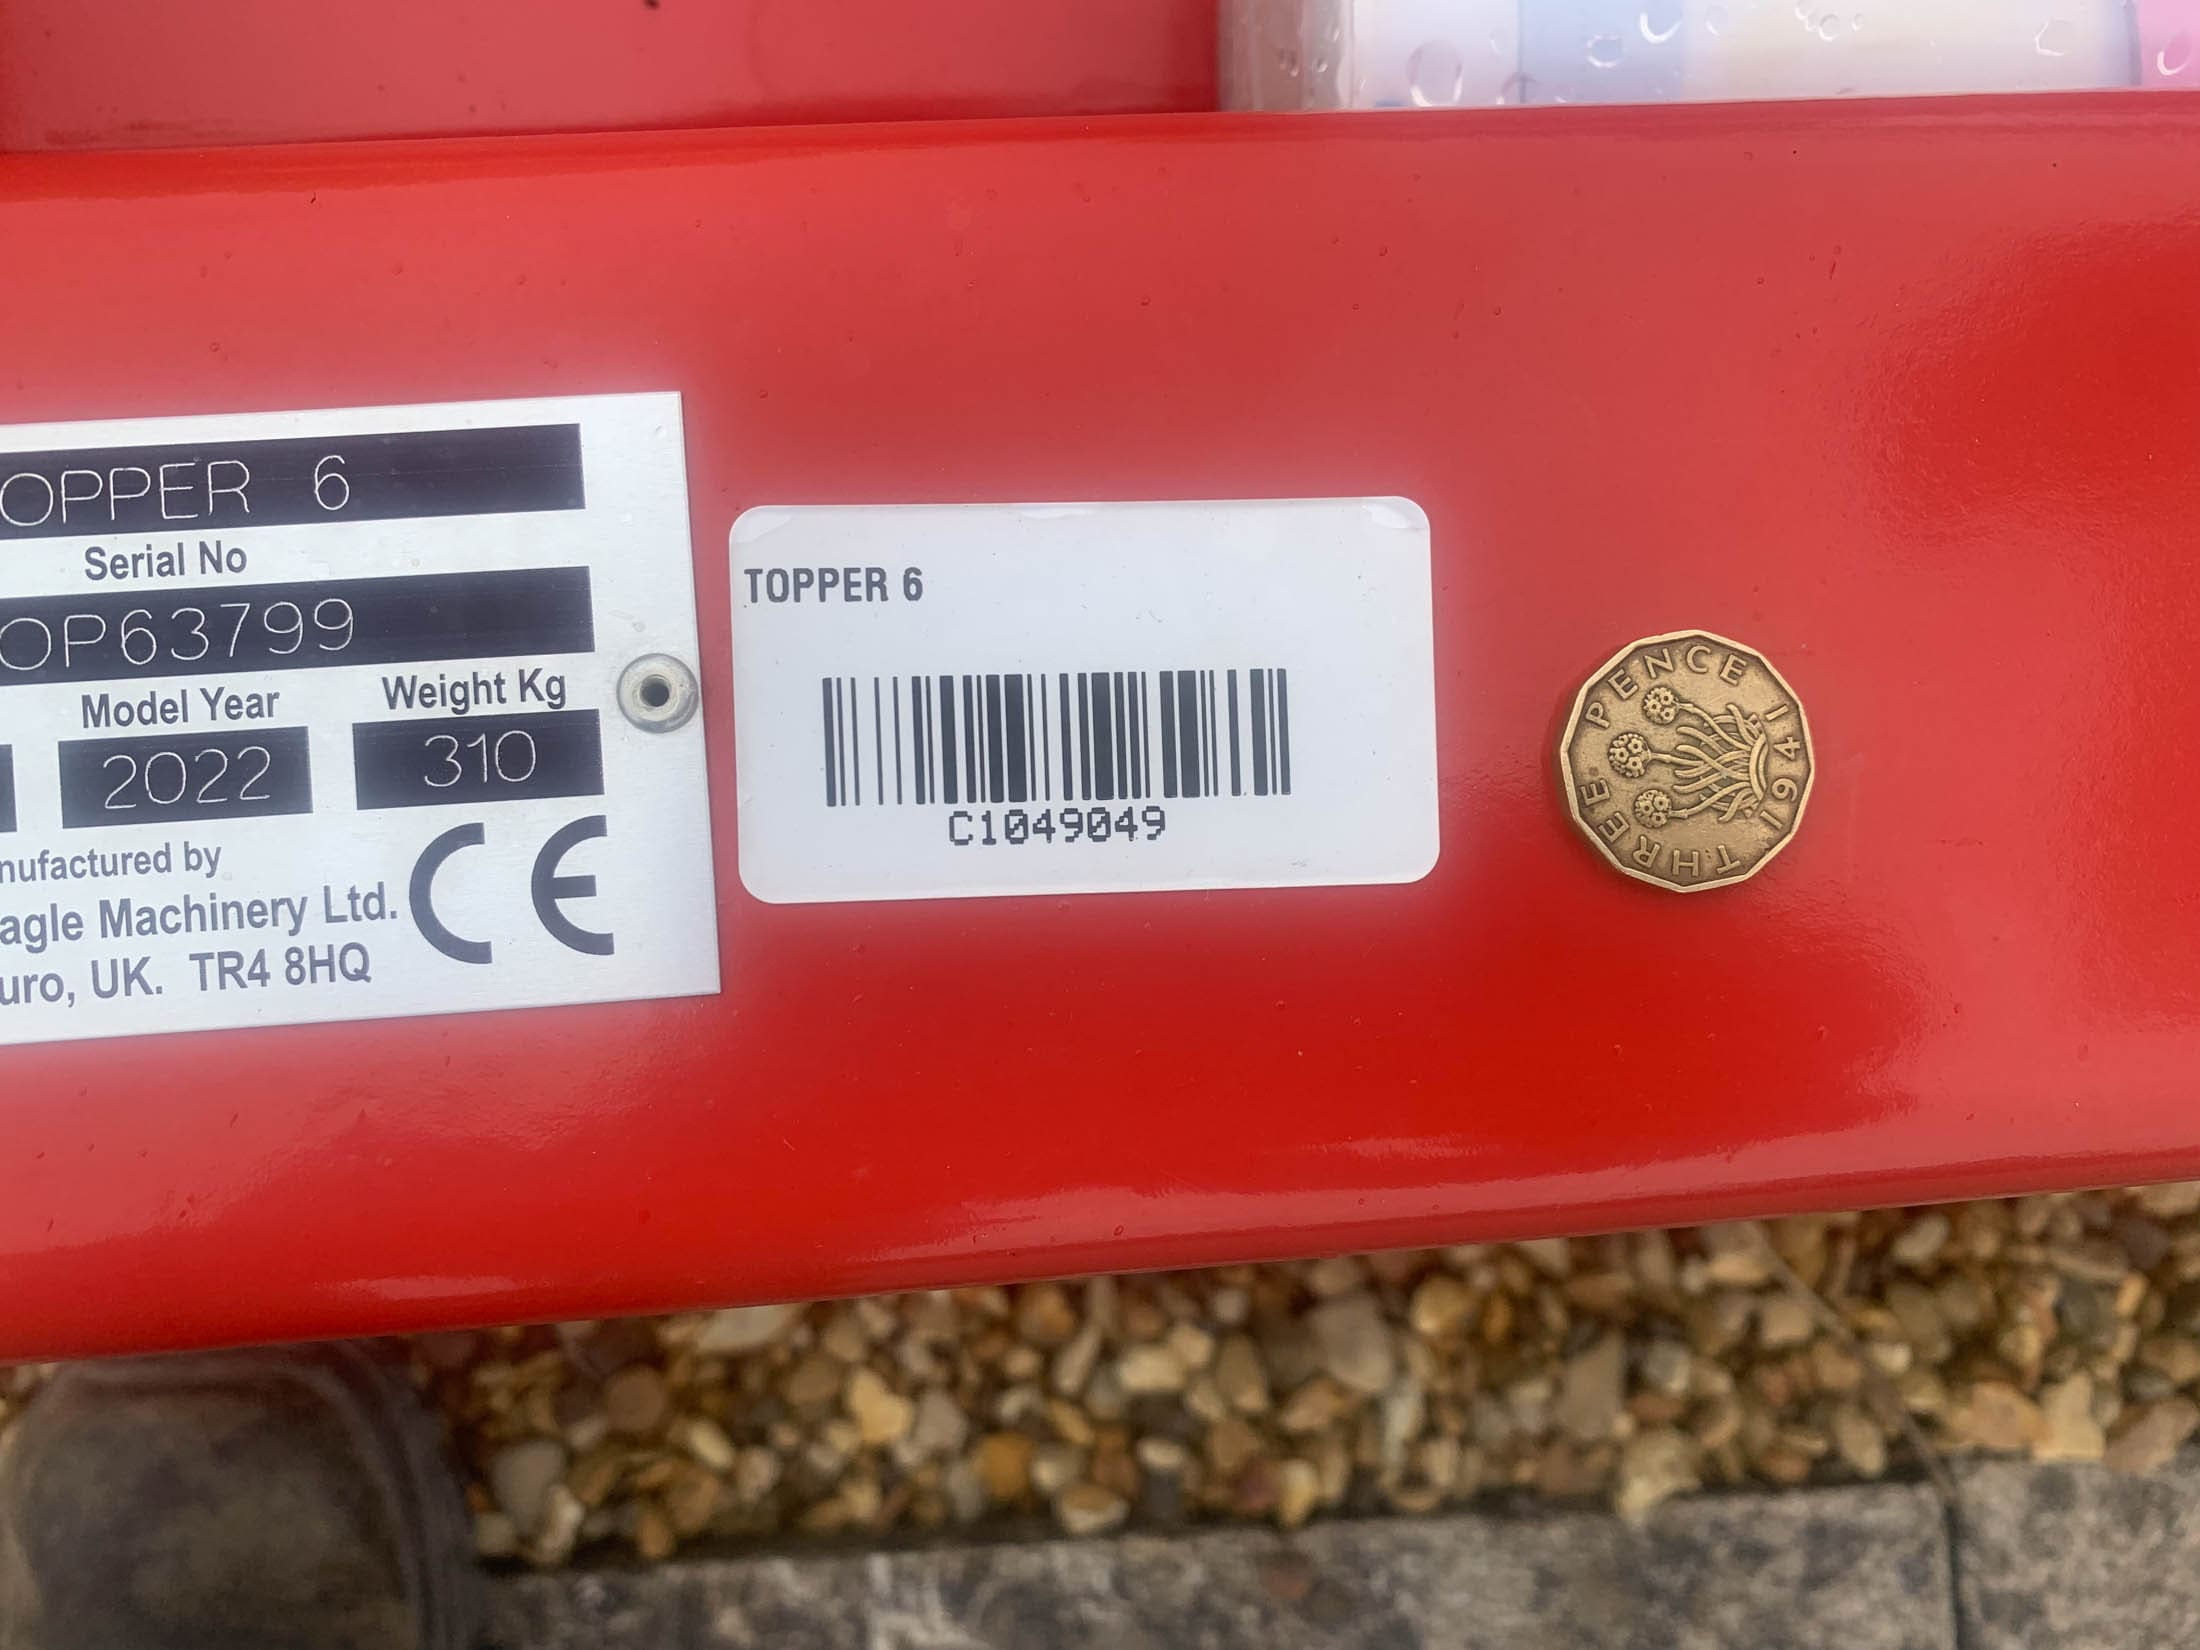 OPPER 6
Serial No
OP63799
Model Year Weight Kg
2022 310
nufactured by
agle Machinery Ltd.
uro, UK. TR4 8HQ
CE
TOPPER 6
C1049049
THREE PENCE 1941